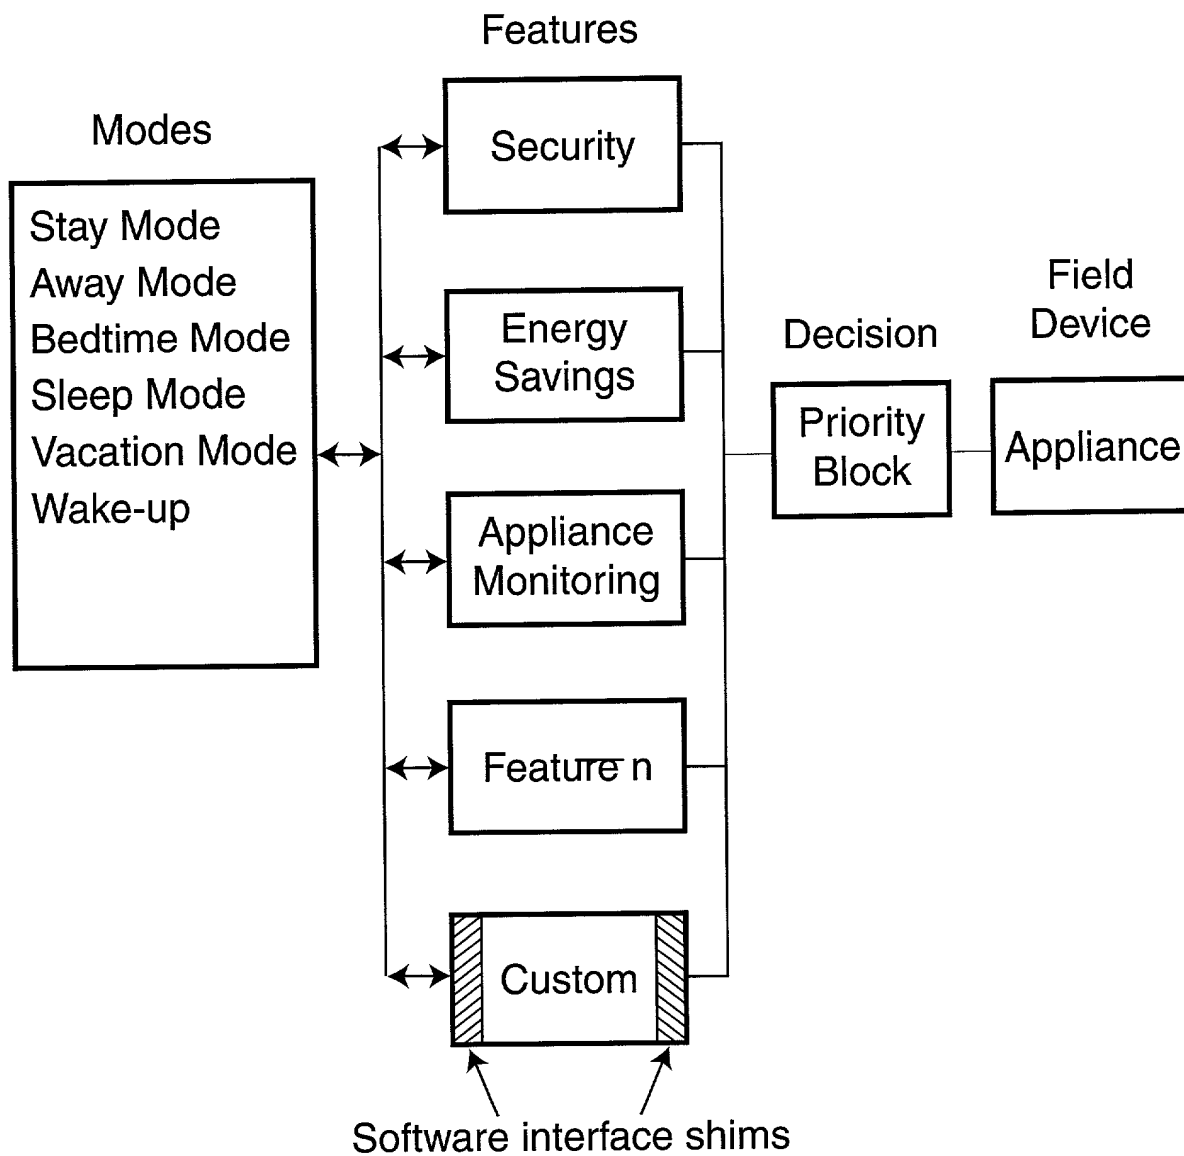 Features
Modes
Security
Stay Mode
Away Mode
Bedtime Mode
Sleep Mode
Vacation Mode
Wake-up
Energy
Savings
Appliance
Monitoring
Feature n
Custom
Decision
Priority
Block
Field
Device
Appliance
Software interface shims